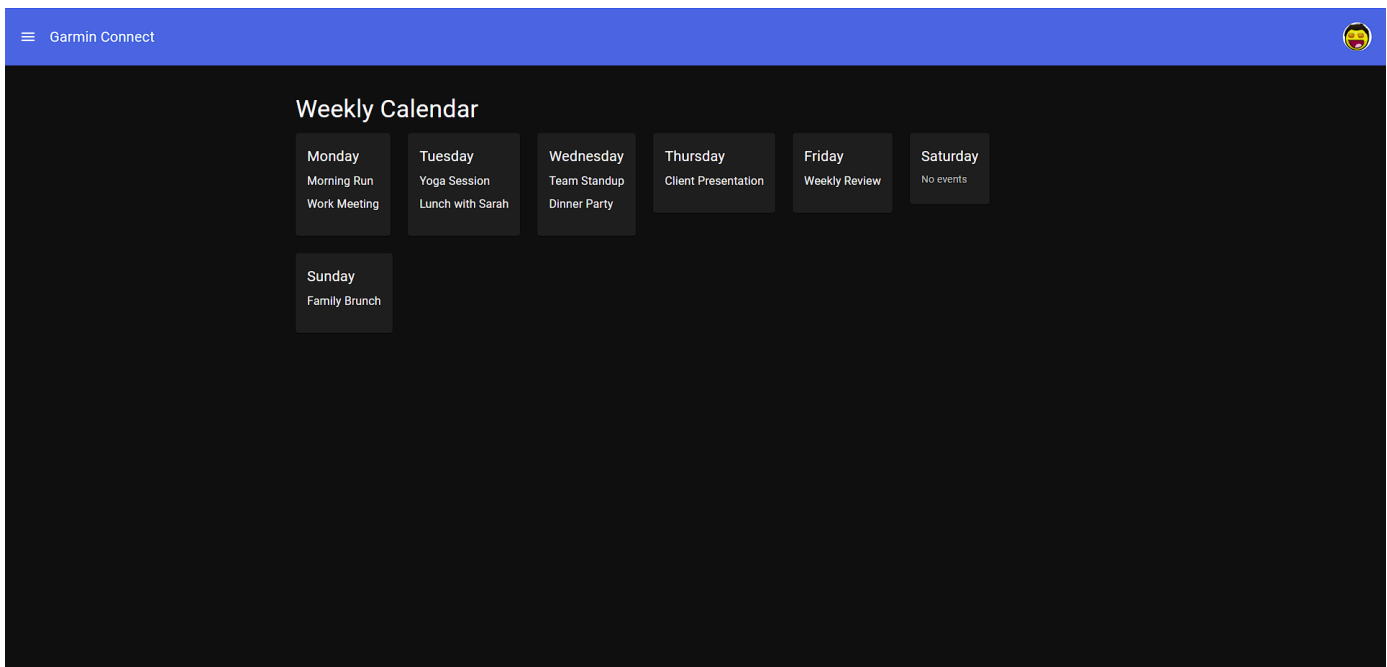 Garmin Connect
Weekly Calendar
Monday
Morning Run
Work Meeting
Tuesday
Yoga Session
Lunch with Sarah
Wednesday
Team Standup
Dinner Party
Thursday
Client Presentation
Friday
Weekly Review
Saturday
No events
Sunday
Family Brunch